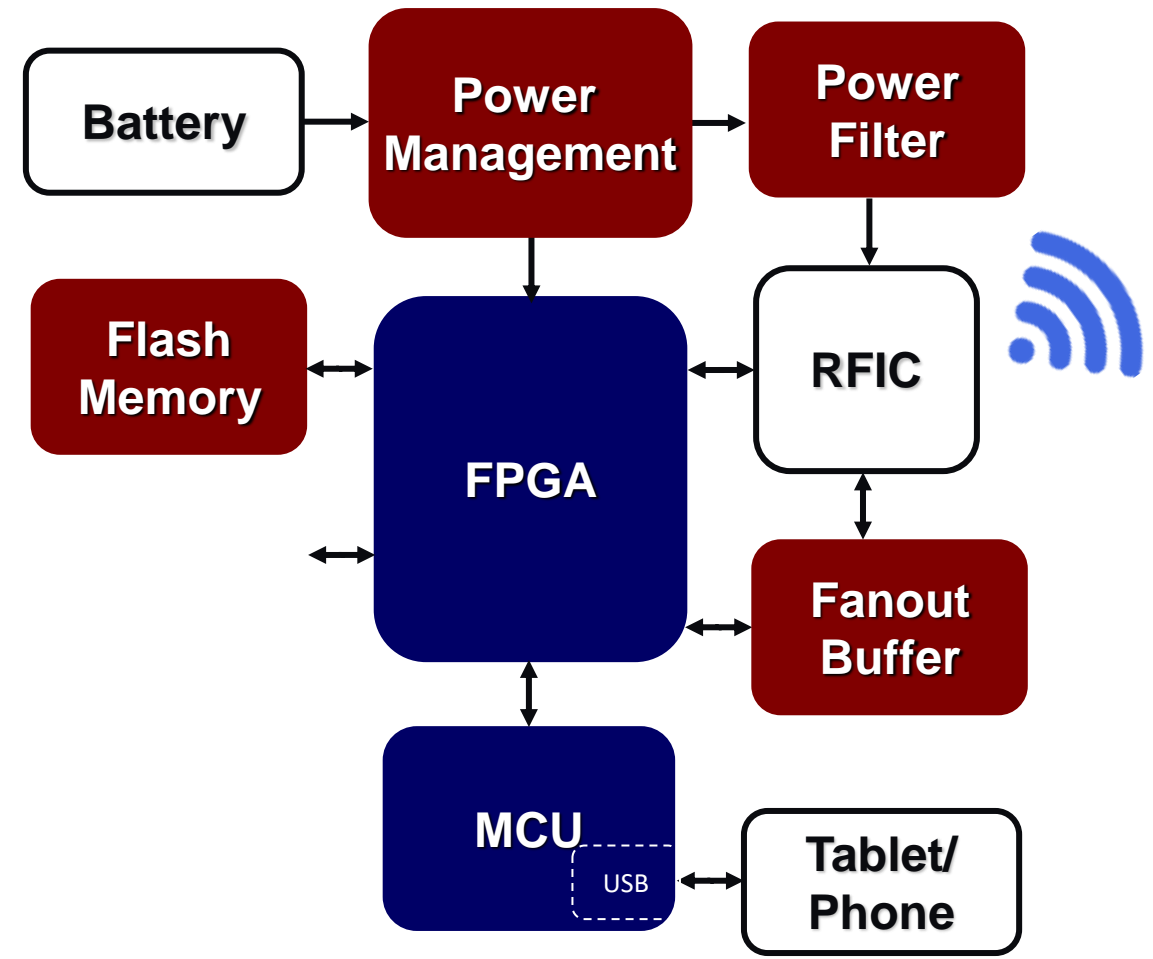 Battery
Power
Management
Power
Filter
Flash
Memory
FPGA
RFIC
Fanout
Buffer
MCU
USB
Tablet/
Phone